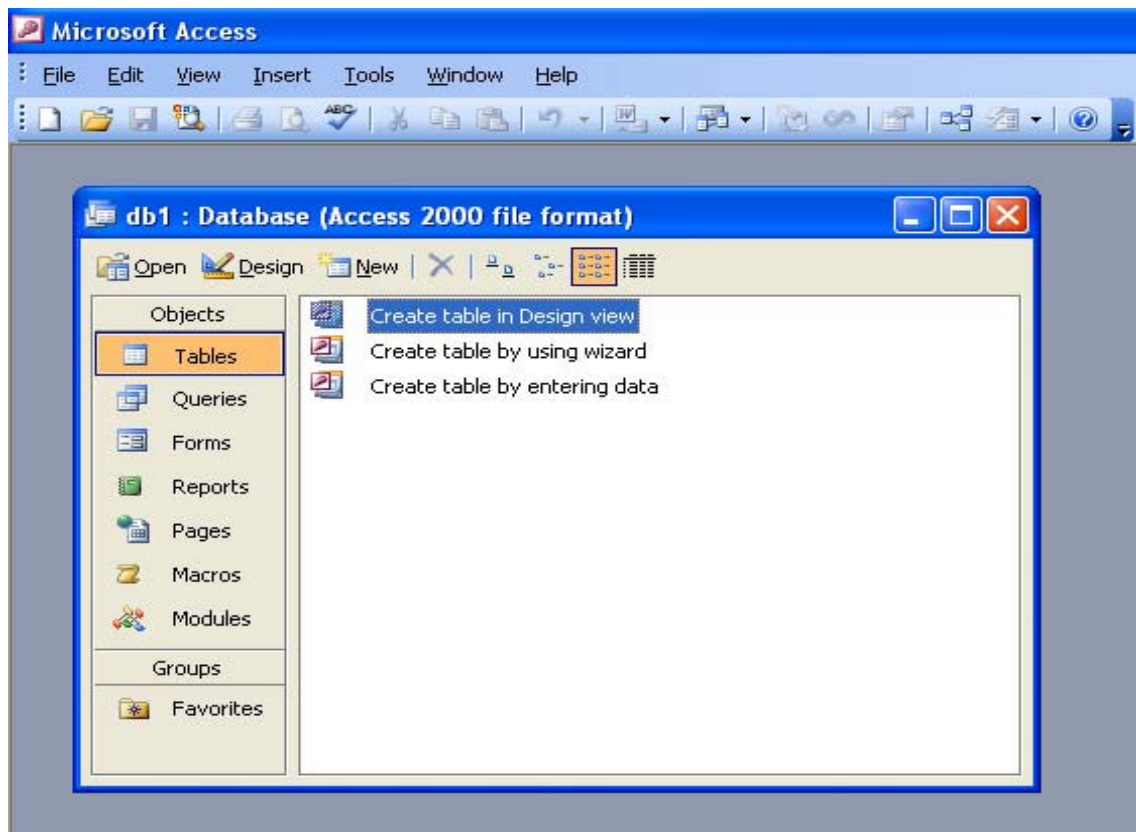 Microsoft Access
File Edit View Insert Tools Window Help
ABC W
db1 : Database (Access 2000 file format)
Open Design New
Objects
Tables
Queries
Forms
Reports
Pages
Macros
Modules
Groups
Favorites
Create table in Design view
Create table by using wizard
Create table by entering data